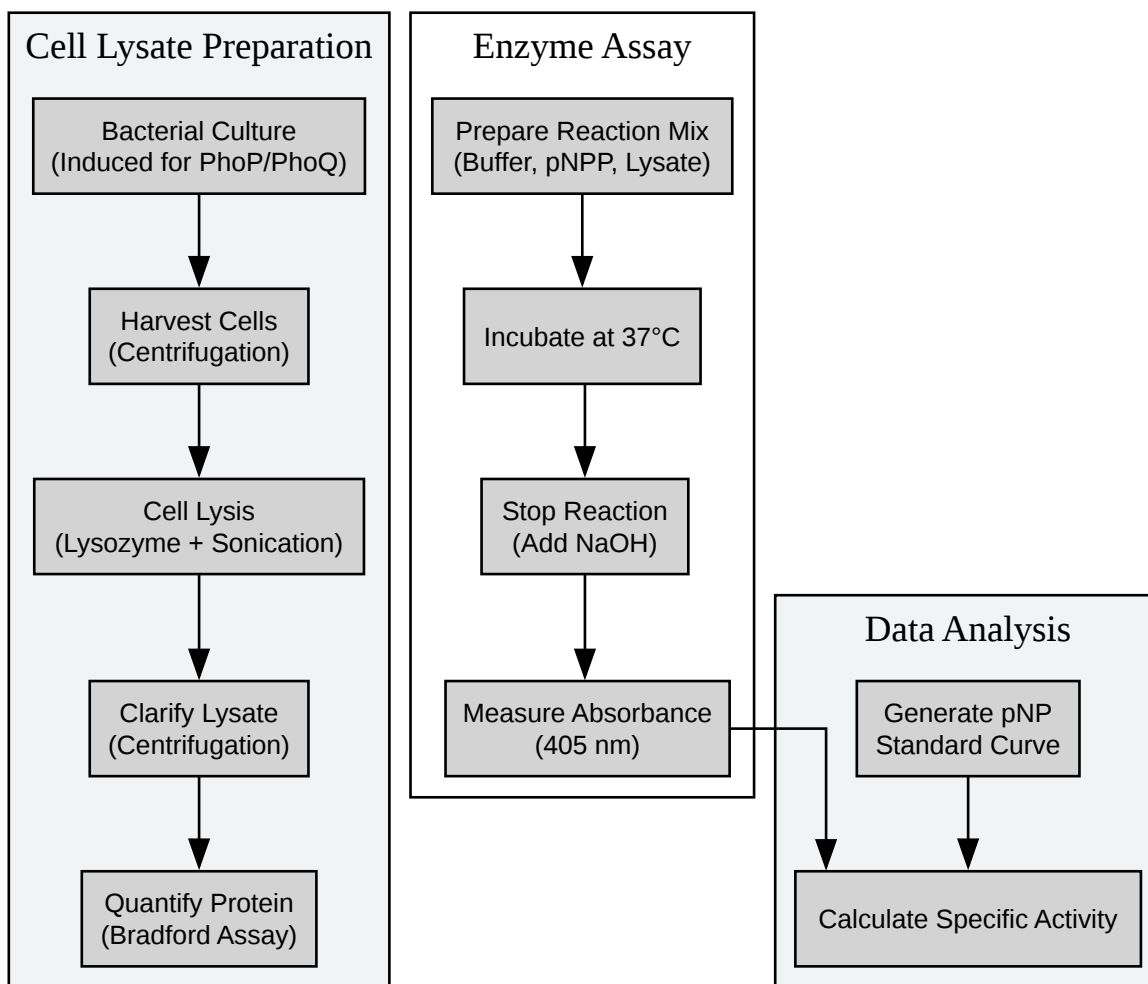 Cell Lysate Preparation
Bacterial Culture
(Induced for PhoP/PhoQ)
Harvest Cells
(Centrifugation)
Cell Lysis
(Lysozyme + Sonication)
Clarify Lysate
(Centrifugation)
Quantify Protein
(Bradford Assay)
Enzyme Assay
Prepare Reaction Mix
(Buffer, pNPP, Lysate)
Incubate at 37°C
Stop Reaction
(Add NaOH)
Measure Absorbance
(405 nm)
Data Analysis
Generate pNP
Standard Curve
Calculate Specific Activity